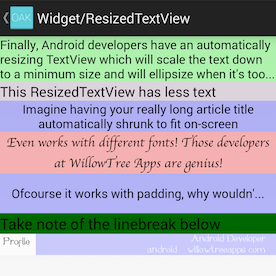 OAK Widget/ResizedTextView
Finally, Android developers have an automatically
resizing TextView which will scale the text down
to a minimum size and will ellipsize when it's too...
This ResizedTextView has less text
Imagine having your really long article title
automatically shrunk to fit on-screen
Even works with different fonts! Those developers
at WillowTree Apps are genius!
Ofcourse it works with padding, why wouldn'...
Take note of the linebreak below
Profile
Android Developer
android
willowtreeapps.com